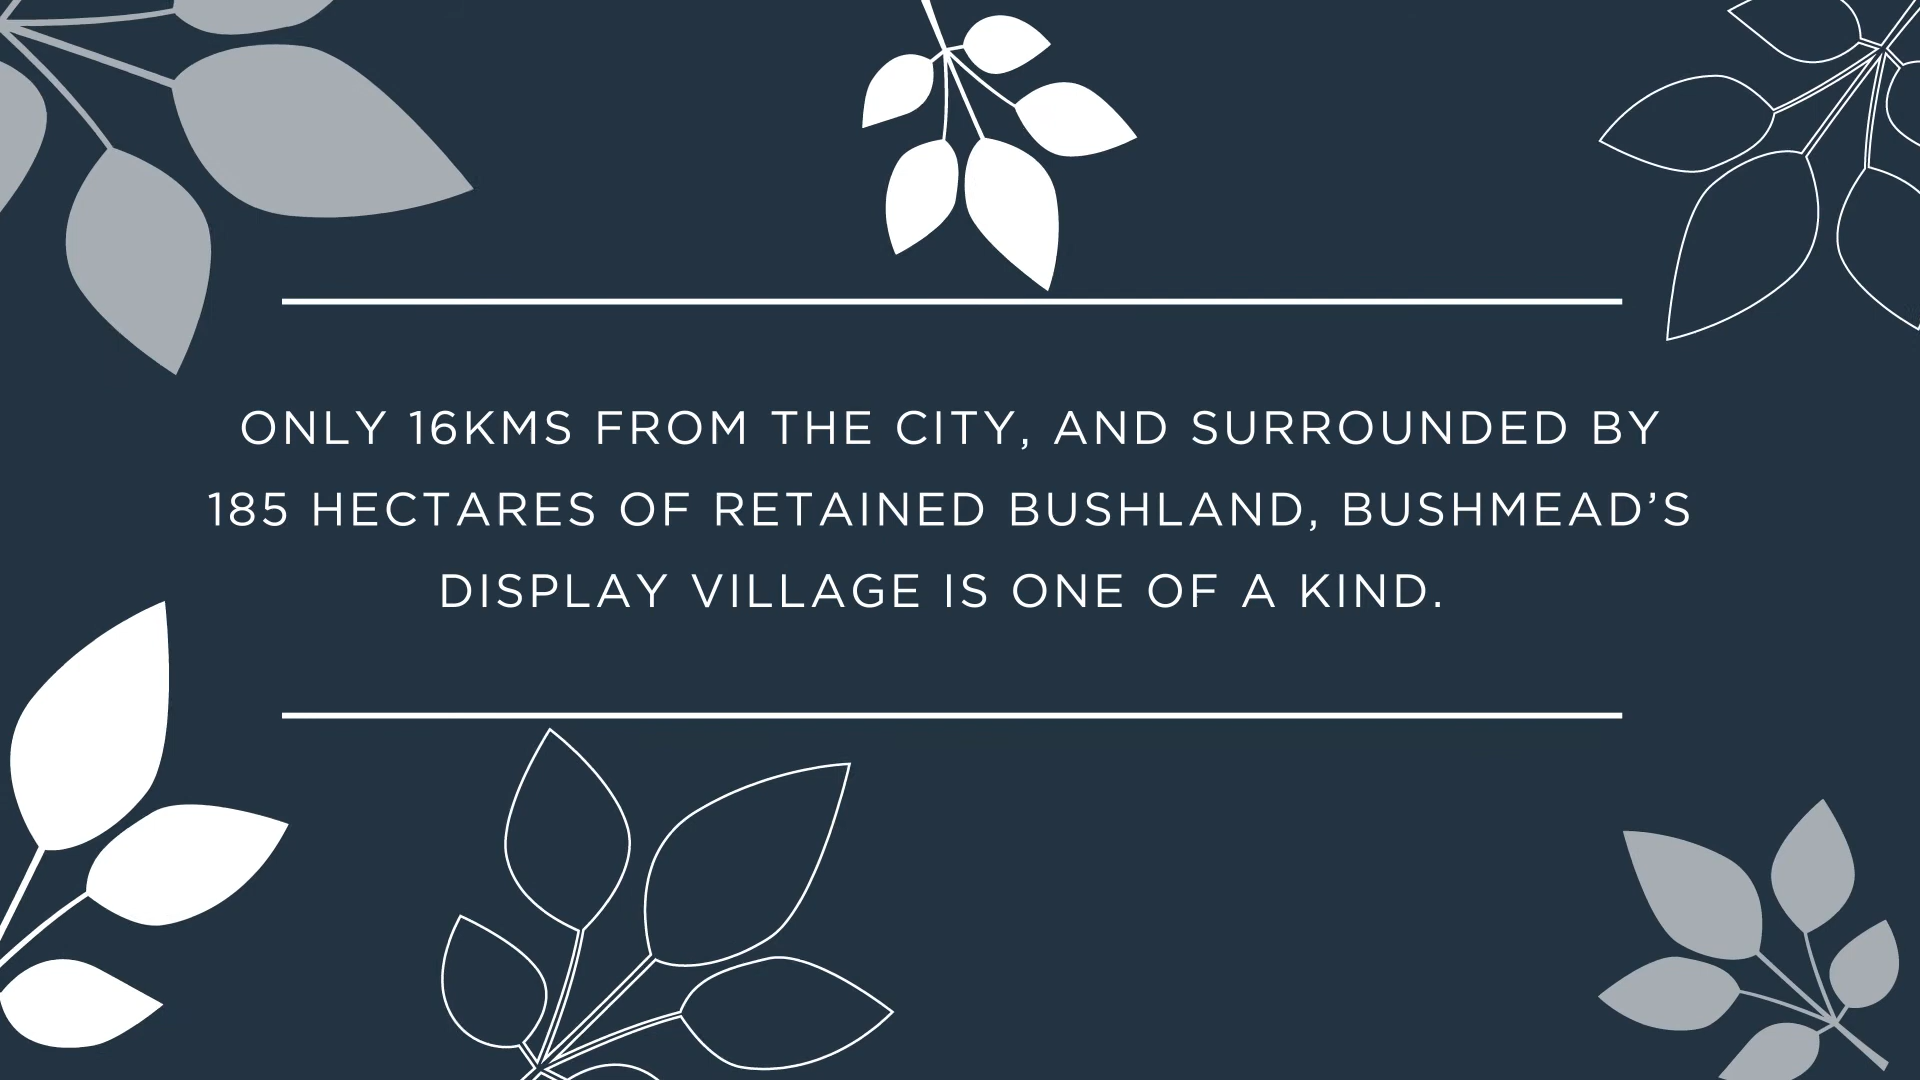 ONLY 16KMS FROM THE CITY, AND SURROUNDED BY
185 HECTARES OF RETAINED BUSHLAND, BUSHMEAD’S
DISPLAY VILLAGE IS ONE OF A KIND.